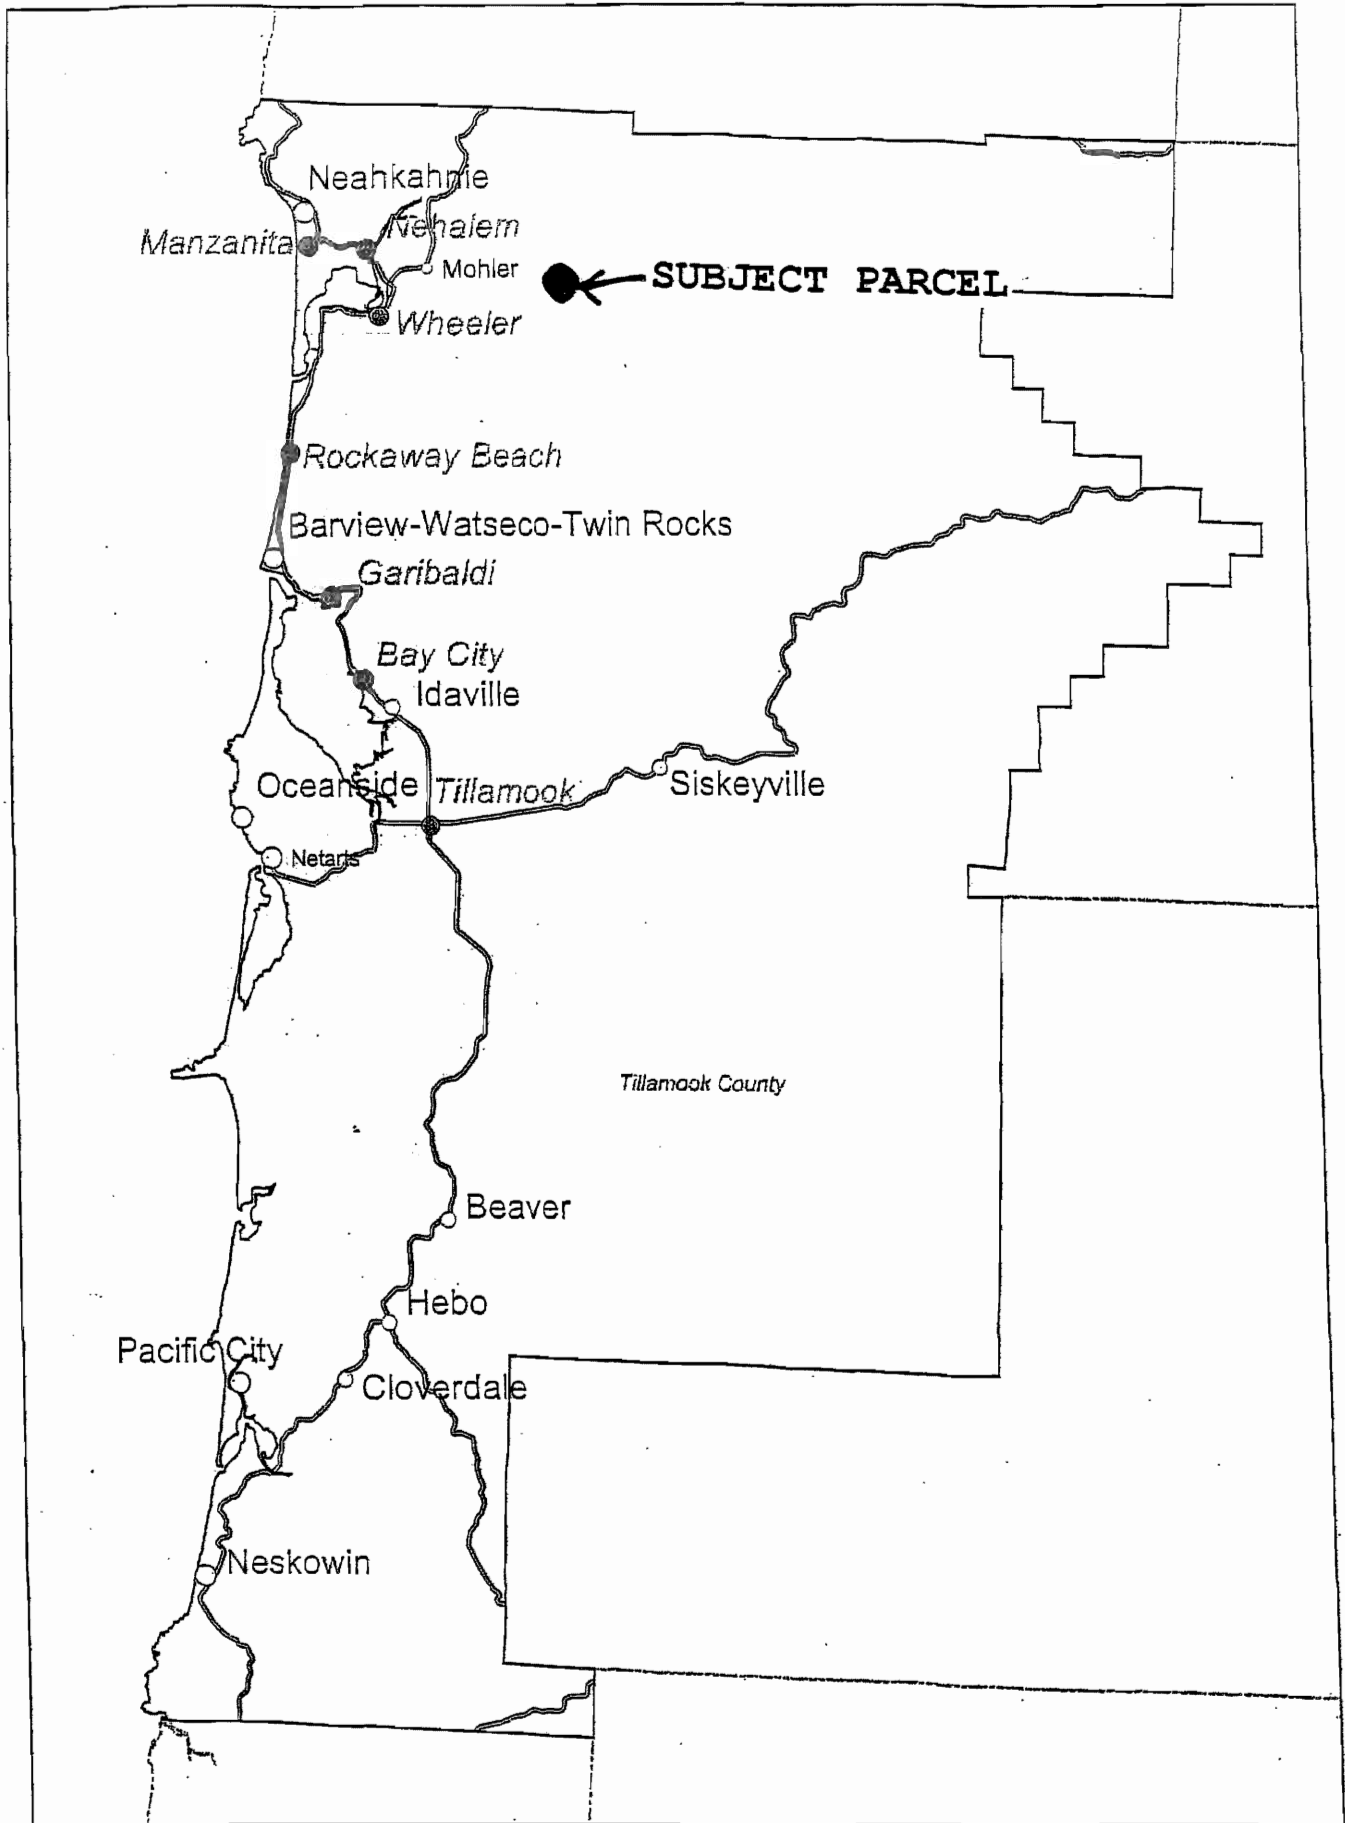 Neahkahnie
Nehalem
Manzanita
Mohler
SUBJECT PARCEL
Wheeler
Rockaway Beach
Barview-Watseco-Twin Rocks
Garibaldi
Bay City
Idaville
Oceanside
Tillamook
Siskeyville
Netarts
Tillamook County
Beaver
Hebo
Pacific City
Cloverdale
Neskowin